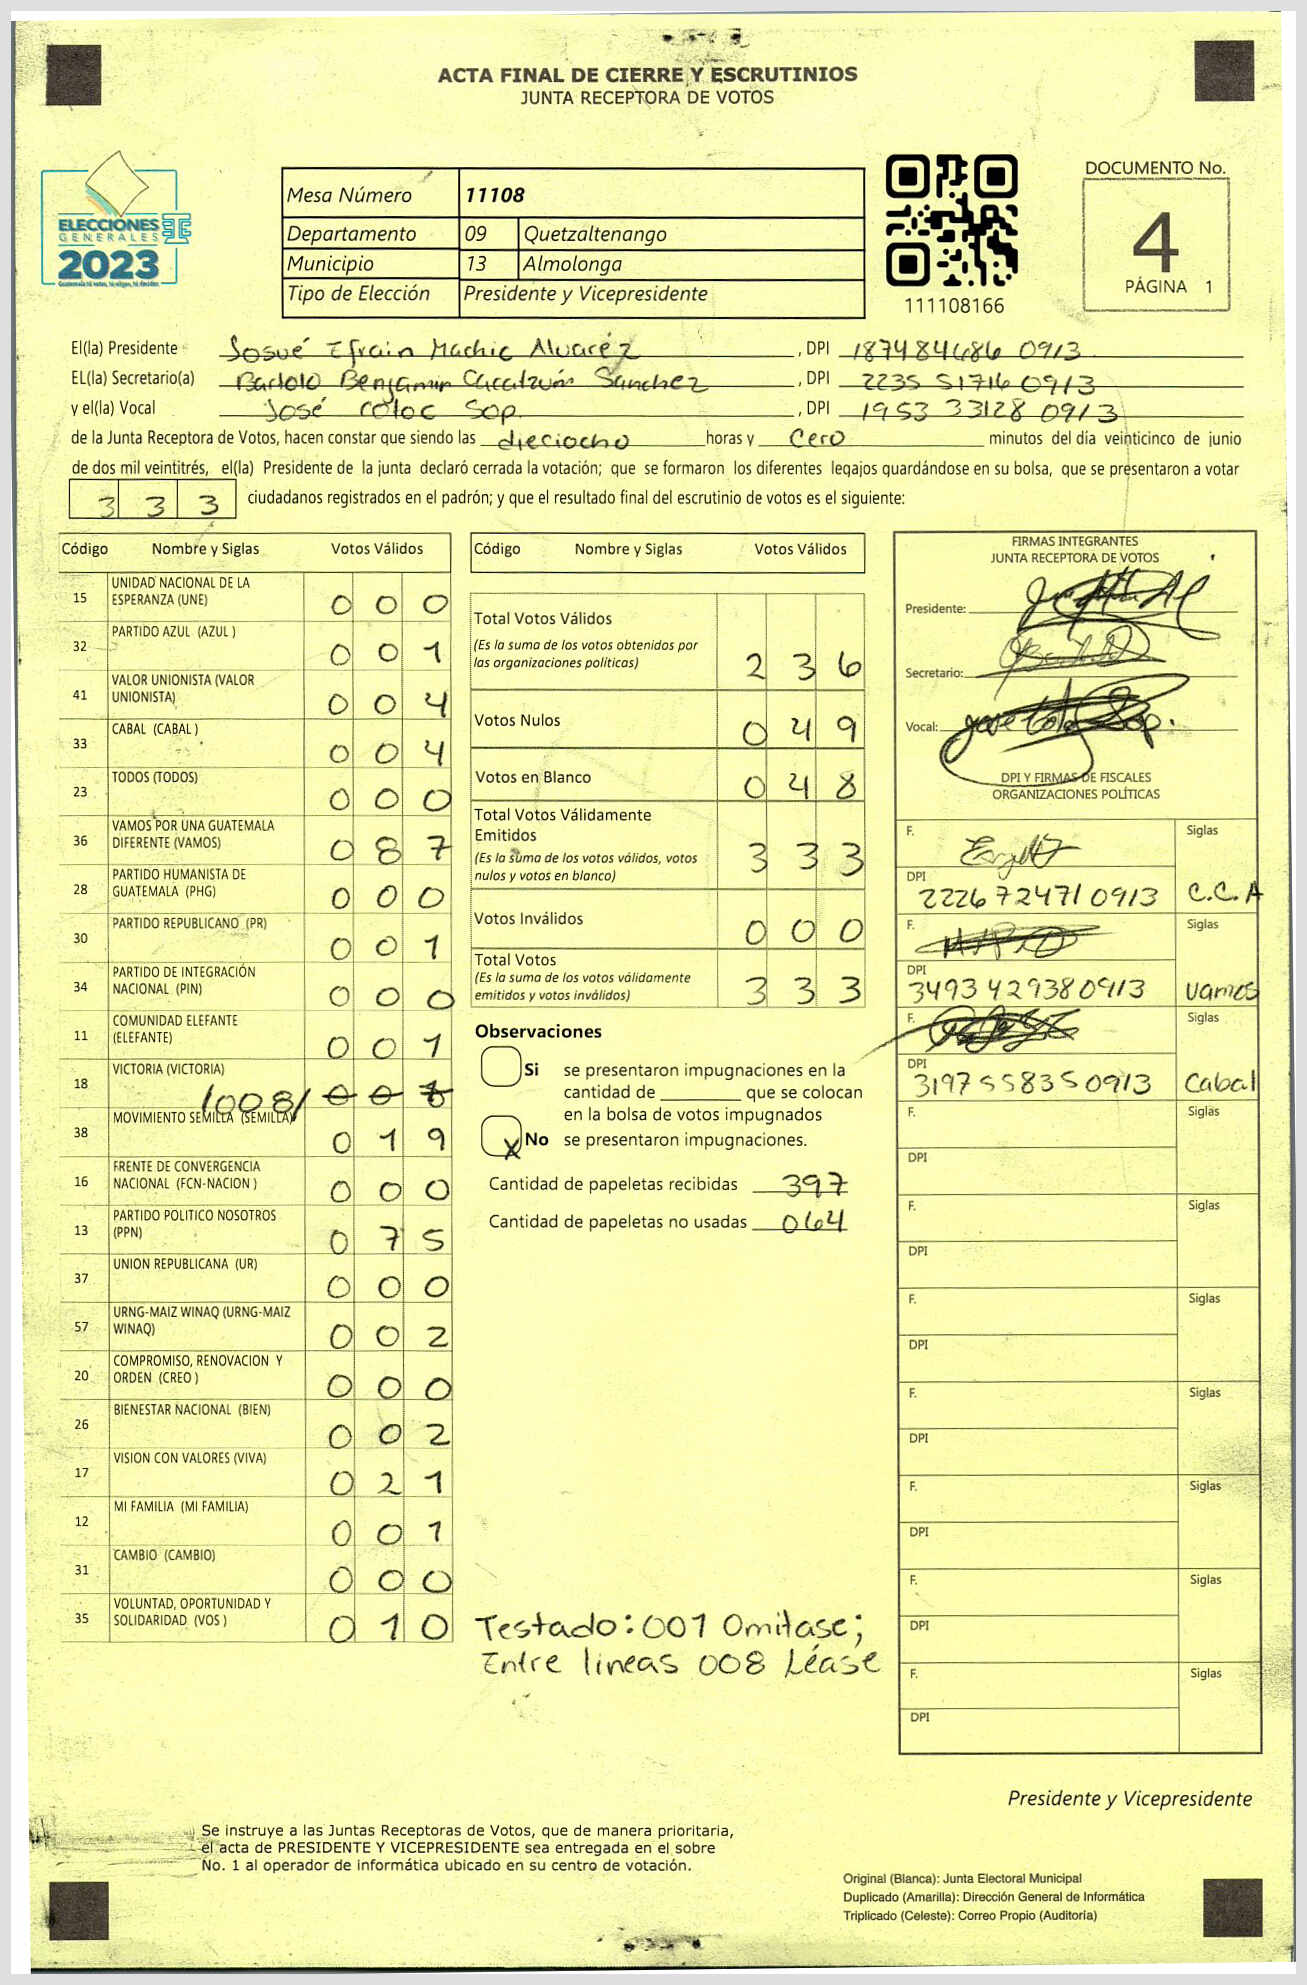 ACTA FINAL DE CIERRE Y ESCRUTINIOS
JUNTA RECEPTORA DE VOTOS
ELECCIONES
GENERALES
2023
Mesa Número 11108
Departamento 09 Quetzaltenango
Municipio 13 Almolonga
Tipo de Elección Presidente y Vicepresidente
111108166
DOCUMENTO No.
4
PÁGINA 1
El(la) Presidente Josué Efrain Machic Alvaréz , DPI 187484686 0913
EL(la) Secretario(a) Bartolo Benjamin Sanchez , DPI 2235 51716 0913
y el(la) Vocal José Coloc Sop. , DPI 1953 33128 0913
de la Junta Receptora de Votos, hacen constar que siendo las dieciocho horas y cero minutos del día veinticinco de junio
de dos mil veintitrés, el(la) Presidente de la junta declaró cerrada la votación; que se formaron los diferentes legajos guardándose en su bolsa, que se presentaron a votar
3 3 3 ciudadanos registrados en el padrón; y que el resultado final del escrutinio de votos es el siguiente:
Código Nombre y Siglas Votos Válidos
15 UNIDAD NACIONAL DE LA ESPERANZA (UNE) 0 0 0
32 PARTIDO AZUL (AZUL ) 0 0 1
41 VALOR UNIONISTA (VALOR UNIONISTA) 0 0 4
33 CABAL (CABAL ) 0 0 4
23 TODOS (TODOS) 0 0 0
36 VAMOS POR UNA GUATEMALA DIFERENTE (VAMOS) 0 8 7
28 PARTIDO HUMANISTA DE GUATEMALA (PHG) 0 0 0
30 PARTIDO REPUBLICANO (PR) 0 0 1
34 PARTIDO DE INTEGRACIÓN NACIONAL (PIN) 0 0 0
11 COMUNIDAD ELEFANTE (ELEFANTE) 0 0 1
18 VICTORIA (VICTORIA) /008/ 0 0 1
38 MOVIMIENTO SEMILLA (SEMILLA) 0 1 9
16 FRENTE DE CONVERGENCIA NACIONAL (FCN-NACION ) 0 0 0
13 PARTIDO POLITICO NOSOTROS (PPN) 0 7 5
37 UNION REPUBLICANA (UR) 0 0 0
57 URNG-MAIZ WINAQ (URNG-MAIZ WINAQ) 0 0 2
20 COMPROMISO, RENOVACION Y ORDEN (CREO ) 0 0 0
26 BIENESTAR NACIONAL (BIEN) 0 0 2
17 VISION CON VALORES (VIVA) 0 2 1
12 MI FAMILIA (MI FAMILIA) 0 0 1
31 CAMBIO (CAMBIO) 0 0 0
35 VOLUNTAD, OPORTUNIDAD Y SOLIDARIDAD (VOS ) 0 1 0
Código Nombre y Siglas Votos Válidos
Total Votos Válidos
(Es la suma de los votos obtenidos por
las organizaciones políticas) 2 3 6
Votos Nulos 0 4 9
Votos en Blanco 0 4 8
Total Votos Válidamente
Emitidos
(Es la suma de los votos válidos, votos
nulos y votos en blanco) 3 3 3
Votos Inválidos 0 0 0
Total Votos
(Es la suma de los votos válidamente
emitidos y votos inválidos) 3 3 3
Observaciones
Si se presentaron impugnaciones en la
cantidad de ________ que se colocan
en la bolsa de votos impugnados
x No se presentaron impugnaciones.
Cantidad de papeletas recibidas 397
Cantidad de papeletas no usadas 064
Testado: 001 Omitase;
Entre lineas 008 Léase
FIRMAS INTEGRANTES
JUNTA RECEPTORA DE VOTOS
Presidente:
Secretario:
Vocal: José Coloc Sop.
DPI Y FIRMAS DE FISCALES
ORGANIZACIONES POLÍTICAS
F. Siglas
DPI 2226 72471 0913 C.C.A
F. Siglas
DPI 3493 42938 0913 Vamos
F. Siglas
DPI 3197 55835 0913 Cabal
F. Siglas
DPI
F. Siglas
DPI
F. Siglas
DPI
F. Siglas
DPI
F. Siglas
DPI
F. Siglas
DPI
F. Siglas
DPI
Presidente y Vicepresidente
Se instruye a las Juntas Receptoras de Votos, que de manera prioritaria,
el acta de PRESIDENTE Y VICEPRESIDENTE sea entregada en el sobre
No. 1 al operador de informática ubicado en su centro de votación.
Original (Blanca): Junta Electoral Municipal
Duplicado (Amarilla): Dirección General de Informática
Triplicado (Celeste): Correo Propio (Auditoría)